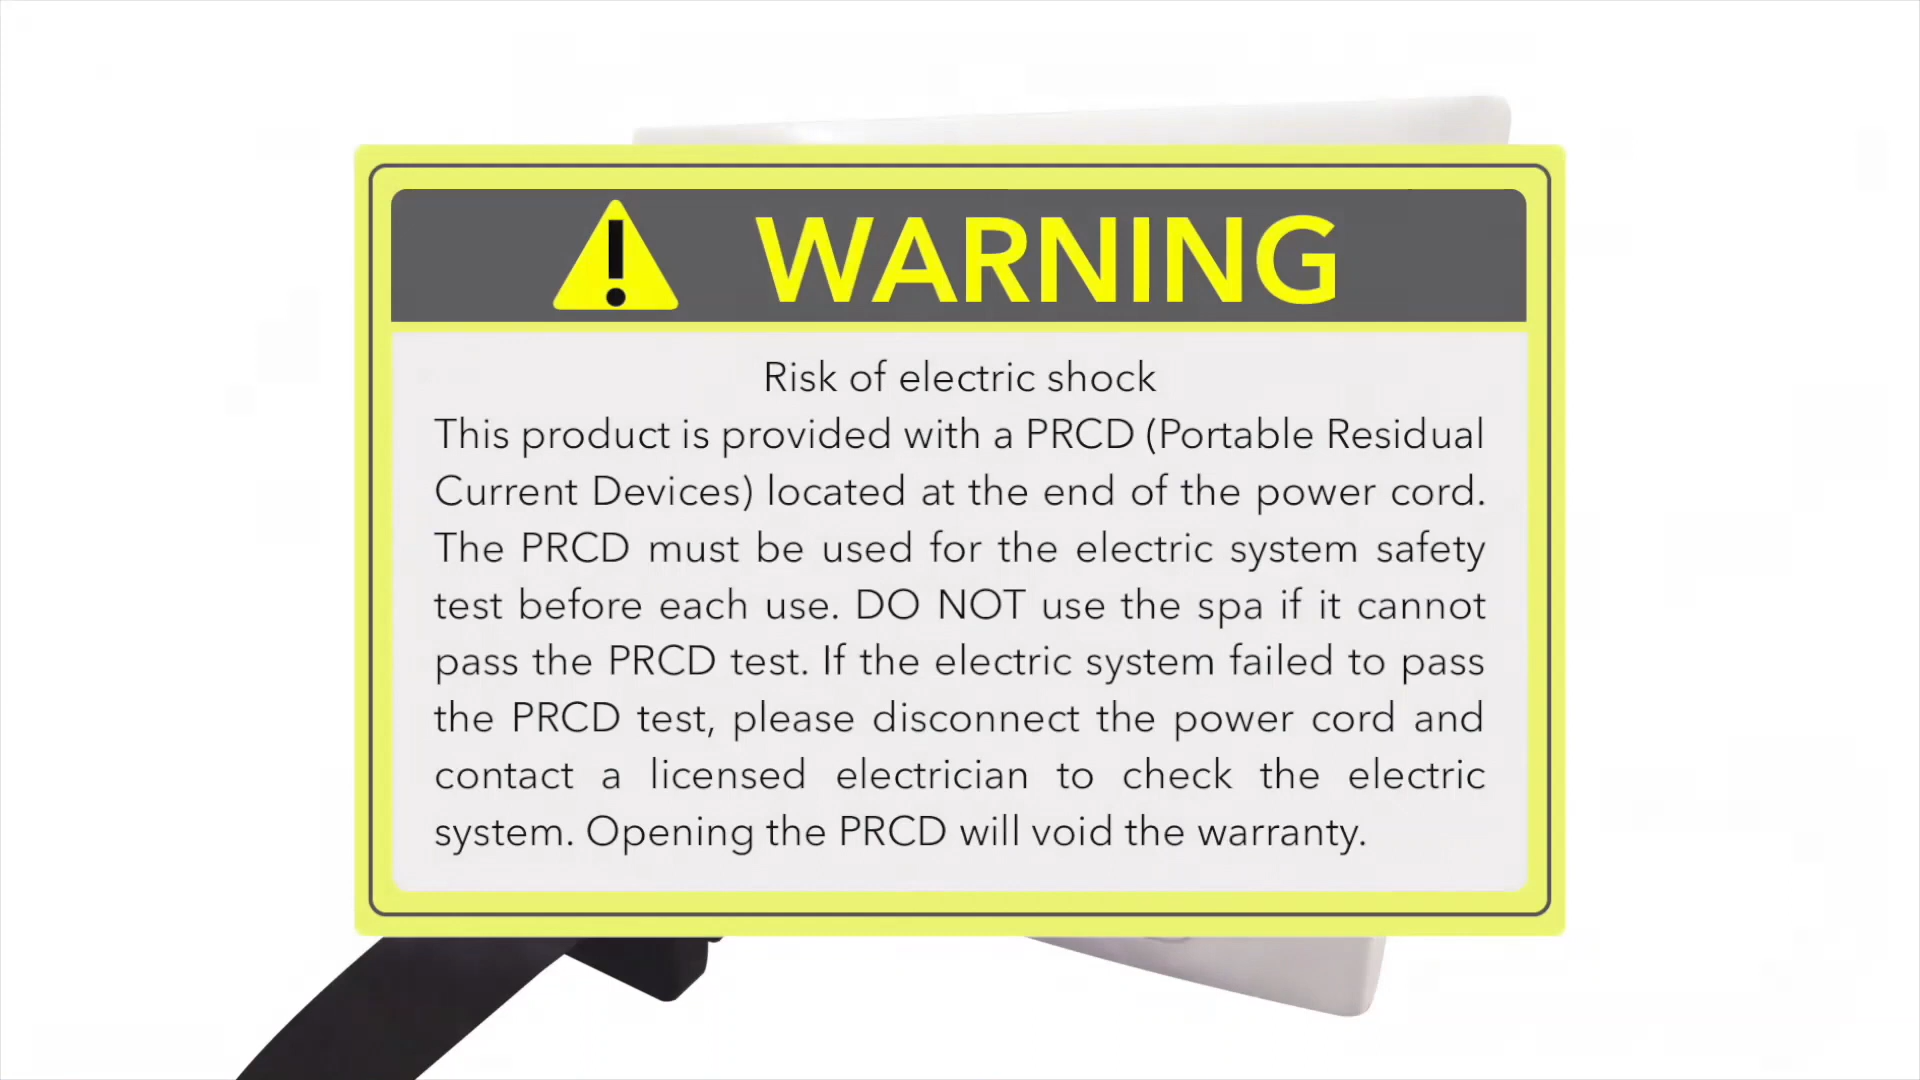 WARNING
Risk of electric shock
This product is provided with a PRCD (Portable Residual
Current Devices) located at the end of the power cord.
The PRCD must be used for the electric system safety
test before each use. DO NOT use the spa if it cannot
pass the PRCD test. If the electric system failed to pass
the PRCD test, please disconnect the power cord and
contact a licensed electrician to check the electric
system. Opening the PRCD will void the warranty.